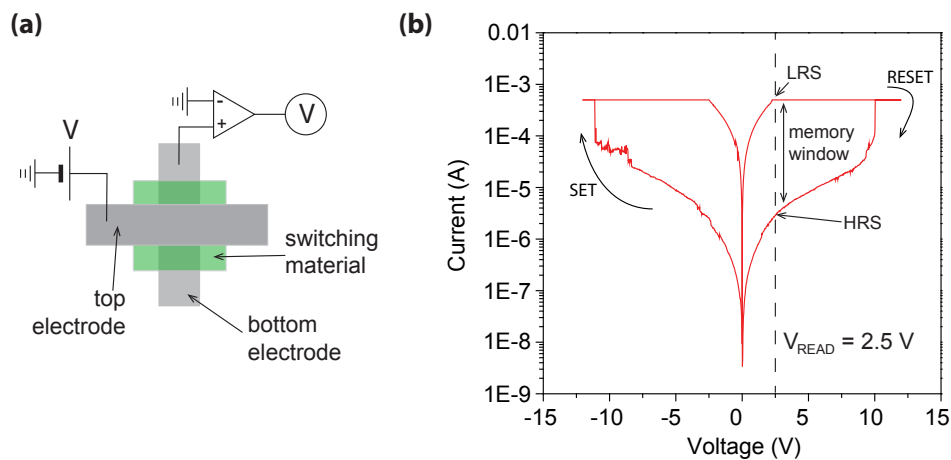 (a)
V
-
+
V
switching
material
top
electrode
bottom
electrode
(b)
0.01
1E-3
1E-4
1E-5
1E-6
1E-7
1E-8
1E-9
Current (A)
-15
-10
-5
0
5
10
15
Voltage (V)
LRS
RESET
memory
window
SET
HRS
V_READ = 2.5 V